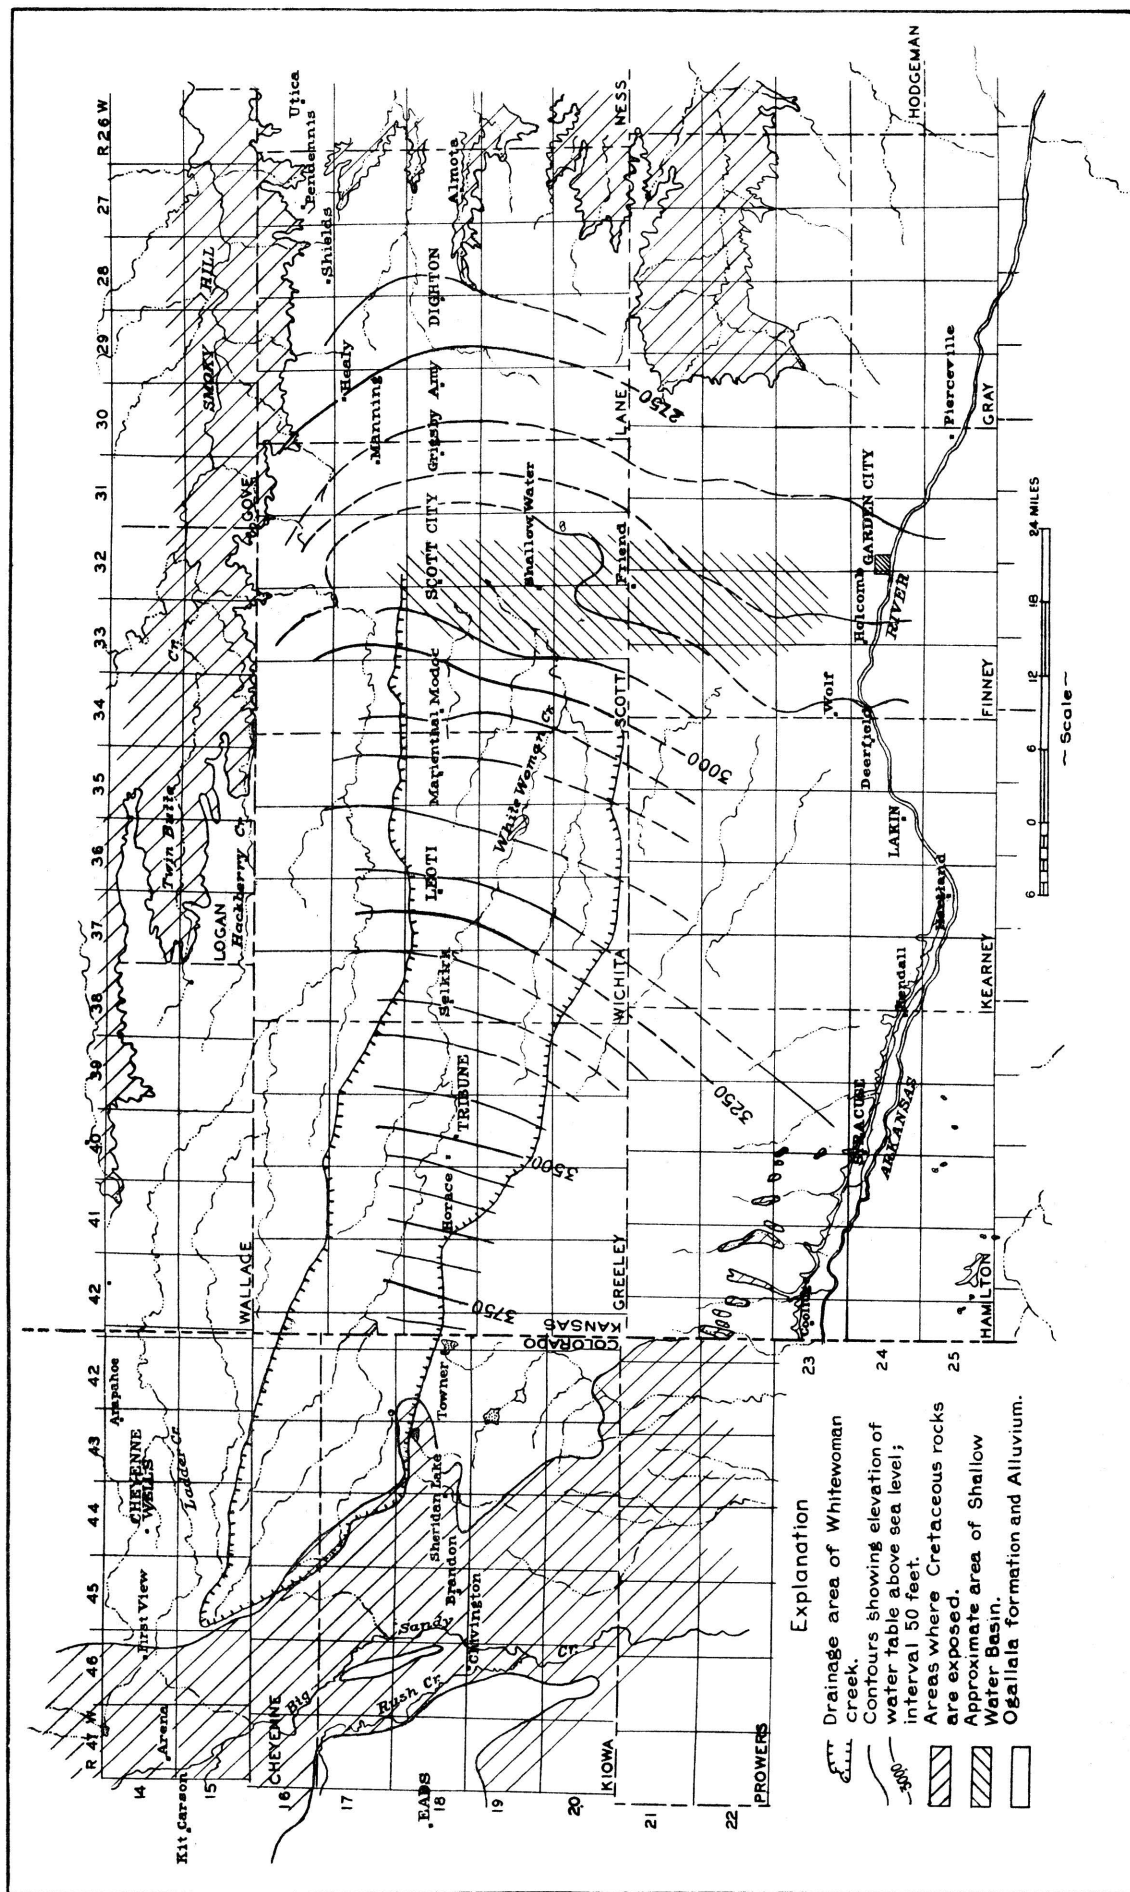 R 47 W
46
45
44
43
42
42
41
40
39
38
37
36
35
34
33
32
31
30
29
28
27
R 26 W
14
15
16
17
18
19
20
21
22
23
24
25
Kit Carson
Arena
First View
CHEYENNE WELLS
Arapahoe
Ladder Cr.
Twin Butte
Cr.
LOGAN
Hackberry Cr.
SMOKY
HILL
GOVE
WALLACE
CHEYENNE
Utica
Pendennis
Shields
Healy
Manning
Big
Sandy
Cr.
Rush Cr.
EADS
Chivington
Brandon
Sheridan Lake
Towner
Horace
TRIBUNE
Selkirk
LEOTI
Marienthal
Modoc
SCOTT CITY
Grigsby
Amy
DIGHTON
Almota
White Woman Ck.
Shallow Water
Friend
3750
3500
3250
3000
2750
KIOWA
COLORADO
KANSAS
GREELEY
WICHITA
SCOTT
LANE
NESS
PROWERS
Coolidge
SYRACUSE
ARKANSAS
Kendall
Hartland
LAKIN
Deerfield
Wolf
Holcomb
GARDEN CITY
RIVER
Pierceville
HAMILTON
KEARNEY
FINNEY
GRAY
HODGEMAN
Explanation
Drainage area of Whitewoman
creek.
Contours showing elevation of
water table above sea level;
interval 50 feet.
3000
Areas where Cretaceous rocks
are exposed.
Approximate area of Shallow
Water Basin.
Ogallala formation and Alluvium.
6 0 6 12 18 24 MILES
~ Scale ~